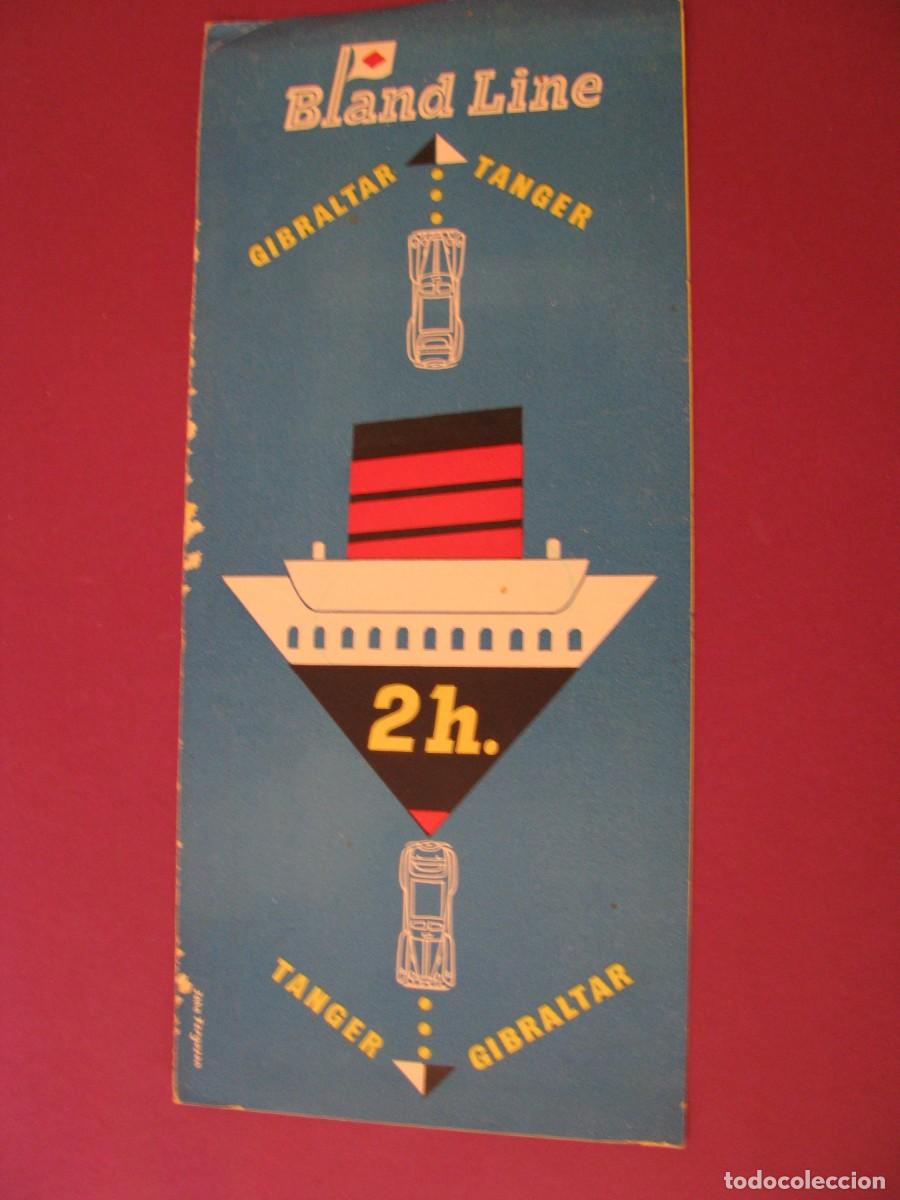 Bland Line
GIBRALTAR TANGER
2h.
TANGER GIBRALTAR
todocoleccion